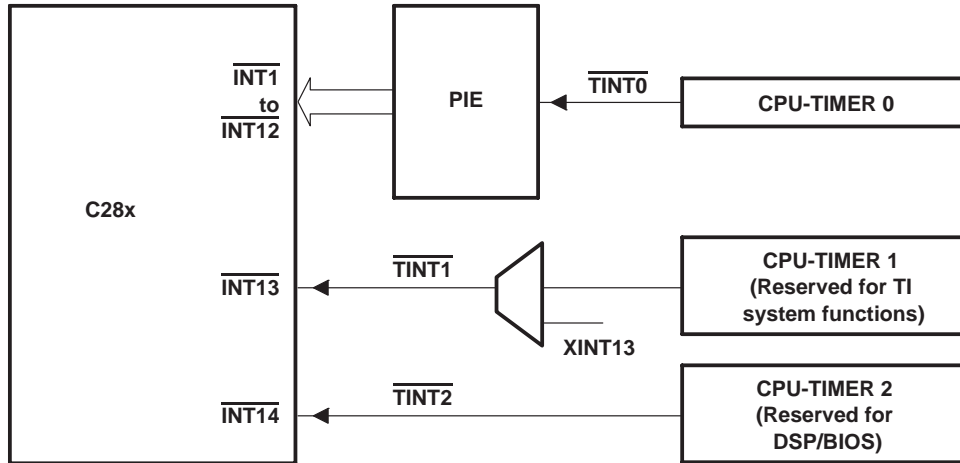 INT1
to
INT12
PIE
TINT0
CPU-TIMER 0
C28x
INT13
TINT1
XINT13
CPU-TIMER 1
(Reserved for TI
system functions)
INT14
TINT2
CPU-TIMER 2
(Reserved for
DSP/BIOS)